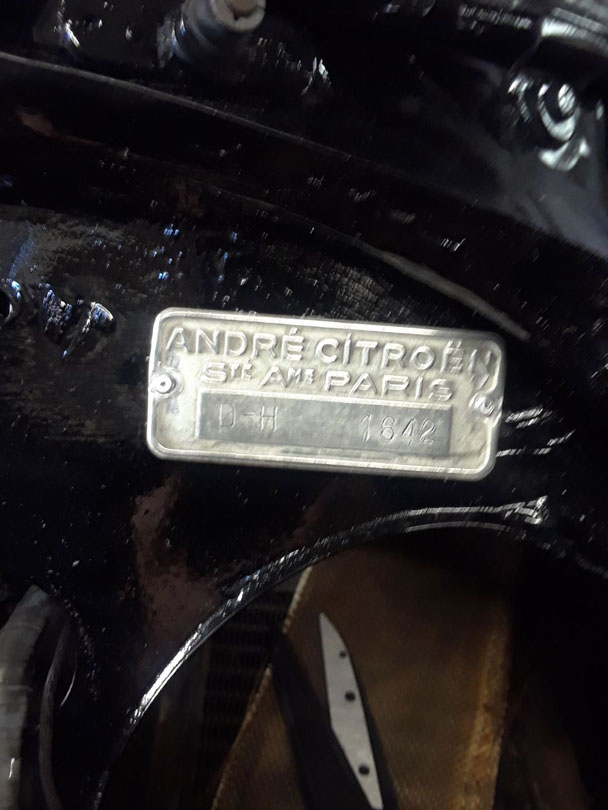 ANDRÉ CITROËN
STÉ AME PARIS
D-H 1842